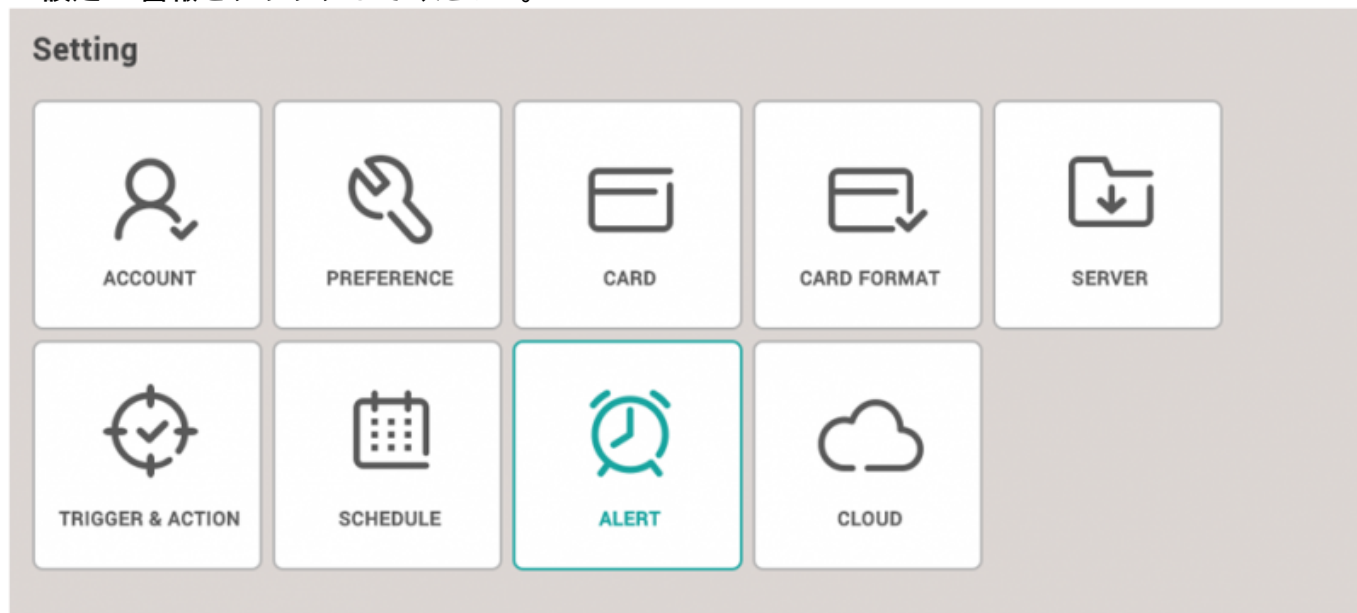 Setting
ACCOUNT
PREFERENCE
CARD
CARD FORMAT
SERVER
TRIGGER & ACTION
SCHEDULE
ALERT
CLOUD